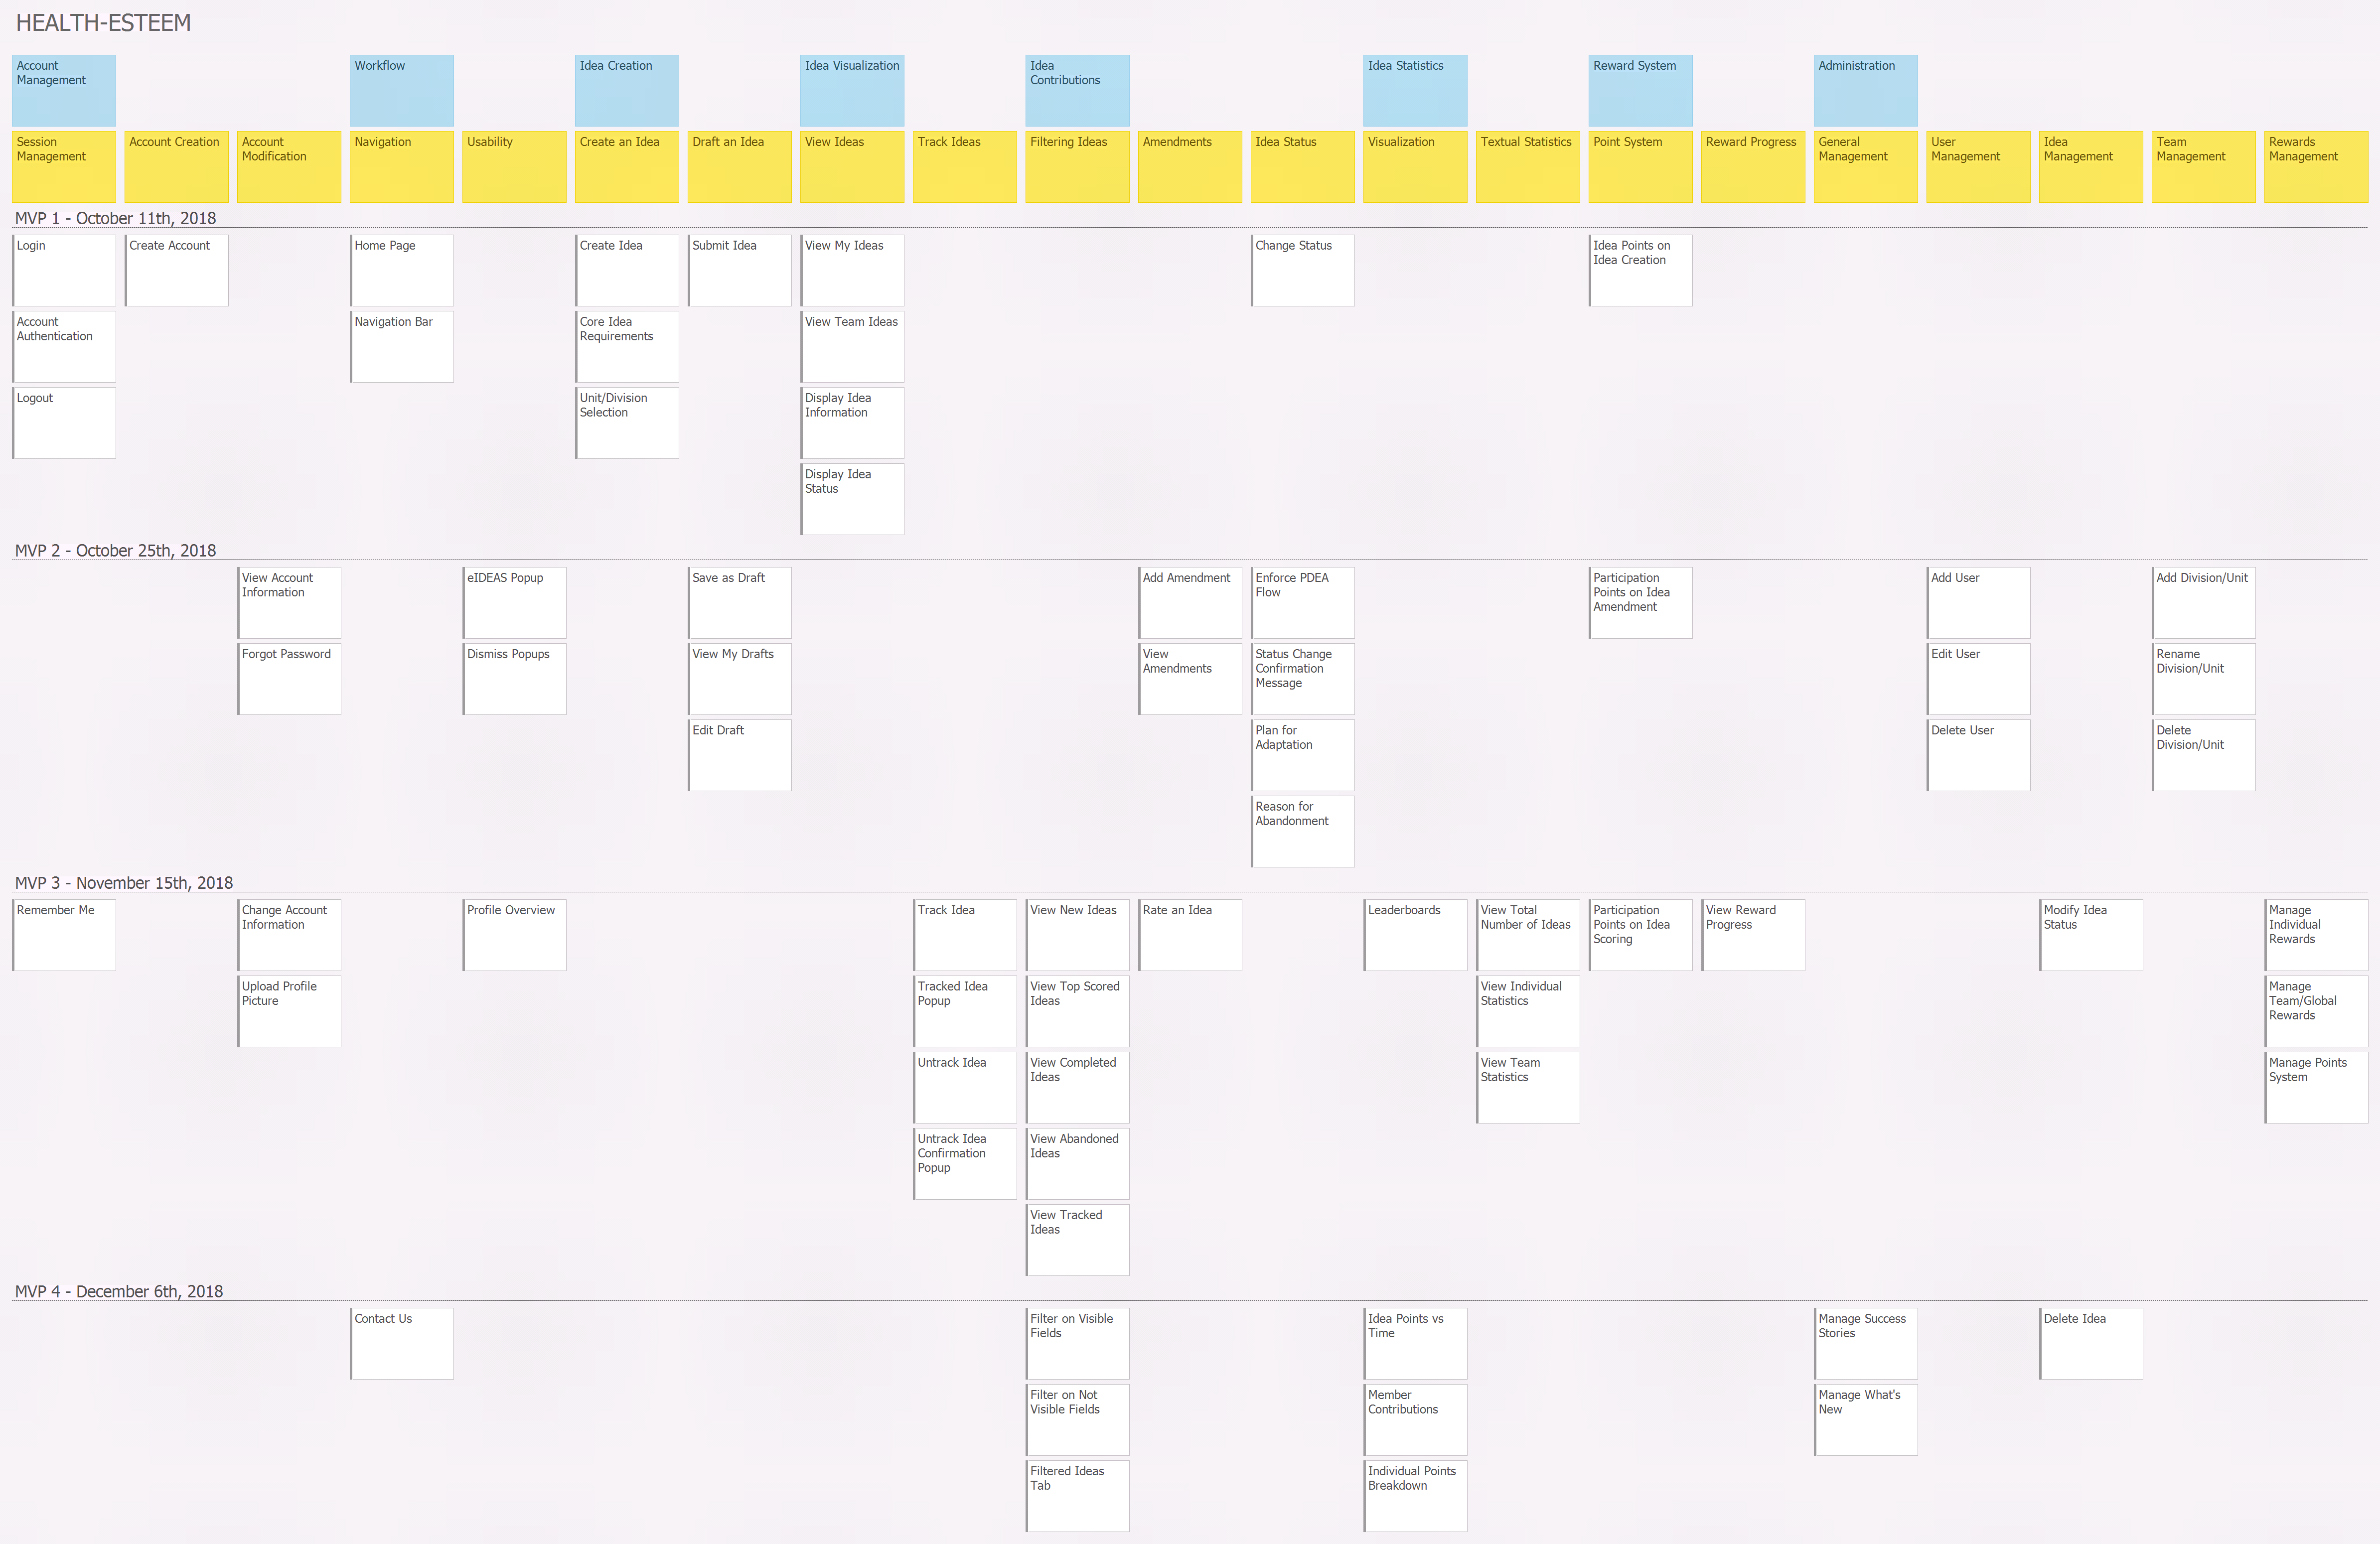 HEALTH-ESTEEM
Account
Management
Workflow
Idea Creation
Idea Visualization
Idea
Contributions
Idea Statistics
Reward System
Administration
Session
Management
Account Creation
Account
Modification
Navigation
Usability
Create an Idea
Draft an Idea
View Ideas
Track Ideas
Filtering Ideas
Amendments
Idea Status
Visualization
Textual Statistics
Point System
Reward Progress
General
Management
User
Management
Idea
Management
Team
Management
Rewards
Management
MVP 1 - October 11th, 2018
Login
Create Account
Home Page
Create Idea
Submit Idea
View My Ideas
Change Status
Idea Points on
Idea Creation
Account
Authentication
Navigation Bar
Core Idea
Requirements
View Team Ideas
Logout
Unit/Division
Selection
Display Idea
Information
Display Idea
Status
MVP 2 - October 25th, 2018
View Account
Information
eIDEAS Popup
Save as Draft
Add Amendment
Enforce PDEA
Flow
Participation
Points on Idea
Amendment
Add User
Add Division/Unit
Forgot Password
Dismiss Popups
View My Drafts
View
Amendments
Status Change
Confirmation
Message
Edit User
Rename
Division/Unit
Edit Draft
Plan for
Adaptation
Delete User
Delete
Division/Unit
Reason for
Abandonment
MVP 3 - November 15th, 2018
Remember Me
Change Account
Information
Profile Overview
Track Idea
View New Ideas
Rate an Idea
Leaderboards
View Total
Number of Ideas
Participation
Points on Idea
Scoring
View Reward
Progress
Modify Idea
Status
Manage
Individual
Rewards
Upload Profile
Picture
Tracked Idea
Popup
View Top Scored
Ideas
View Individual
Statistics
Manage
Team/Global
Rewards
Untrack Idea
View Completed
Ideas
View Team
Statistics
Manage Points
System
Untrack Idea
Confirmation
Popup
View Abandoned
Ideas
View Tracked
Ideas
MVP 4 - December 6th, 2018
Contact Us
Filter on Visible
Fields
Idea Points vs
Time
Manage Success
Stories
Delete Idea
Filter on Not
Visible Fields
Member
Contributions
Manage What's
New
Filtered Ideas
Tab
Individual Points
Breakdown